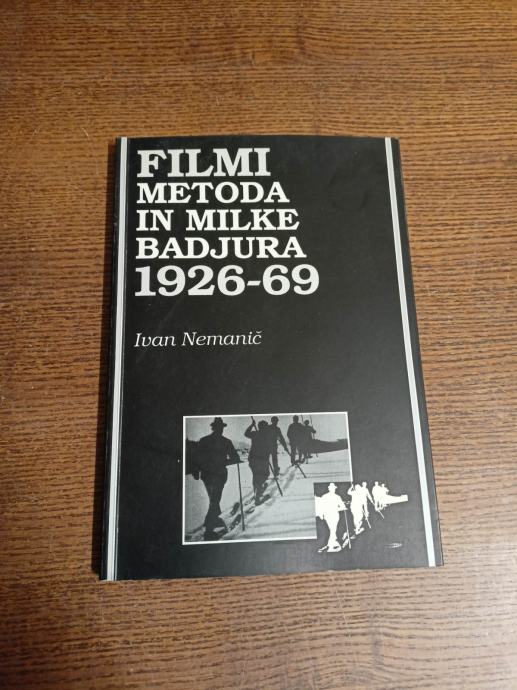 FILMI
METODA
IN MILKE
BADJURA
1926-69
Ivan Nemanič